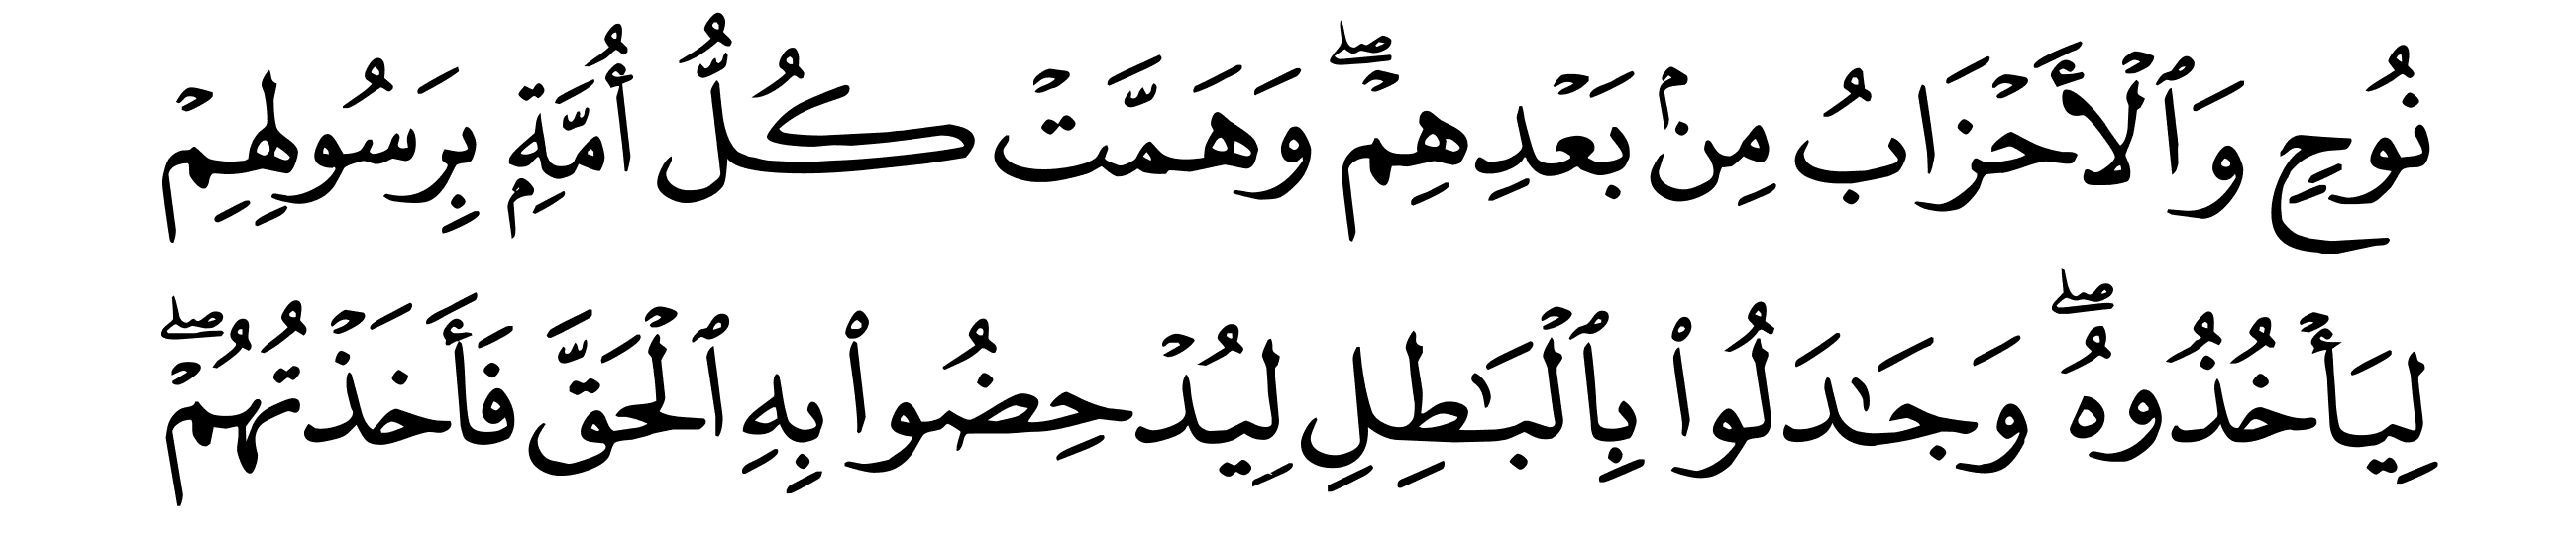 نُوحٍ وَٱلْأَحْزَابُ مِنۢ بَعْدِهِمْ ۖ وَهَمَّتْ كُلُّ أُمَّةٍۭ بِرَسُولِهِمْ
لِيَأْخُذُوهُ ۖ وَجَـٰدَلُوا۟ بِٱلْبَـٰطِلِ لِيُدْحِضُوا۟ بِهِ ٱلْحَقَّ فَأَخَذْتُهُمْ ۖ